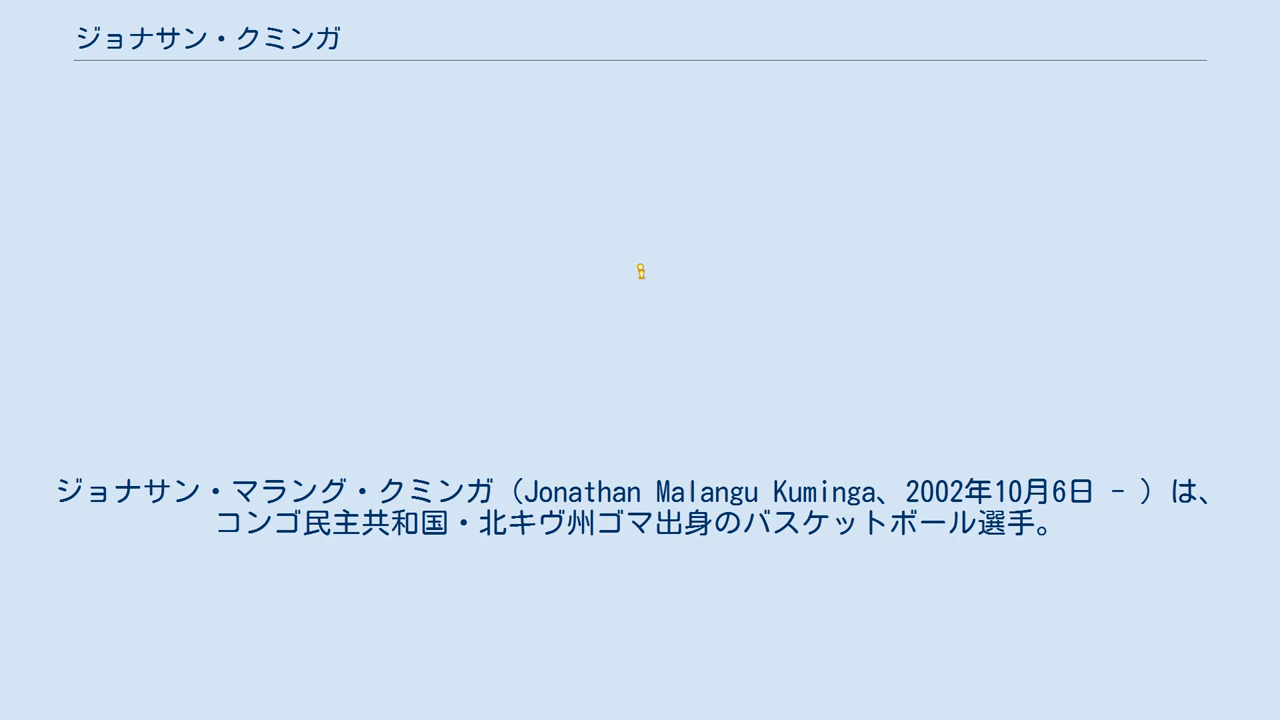 ジョナサン・クミンガ
ジョナサン・マラング・クミンガ（Jonathan Malangu Kuminga、2002年10月6日 - ）は、
コンゴ民主共和国・北キヴ州ゴマ出身のバスケットボール選手。